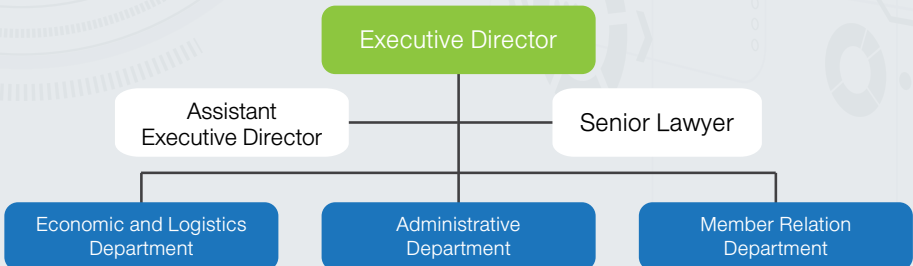 Executive Director
Assistant
Executive Director
Senior Lawyer
Economic and Logistics
Department
Administrative
Department
Member Relation
Department